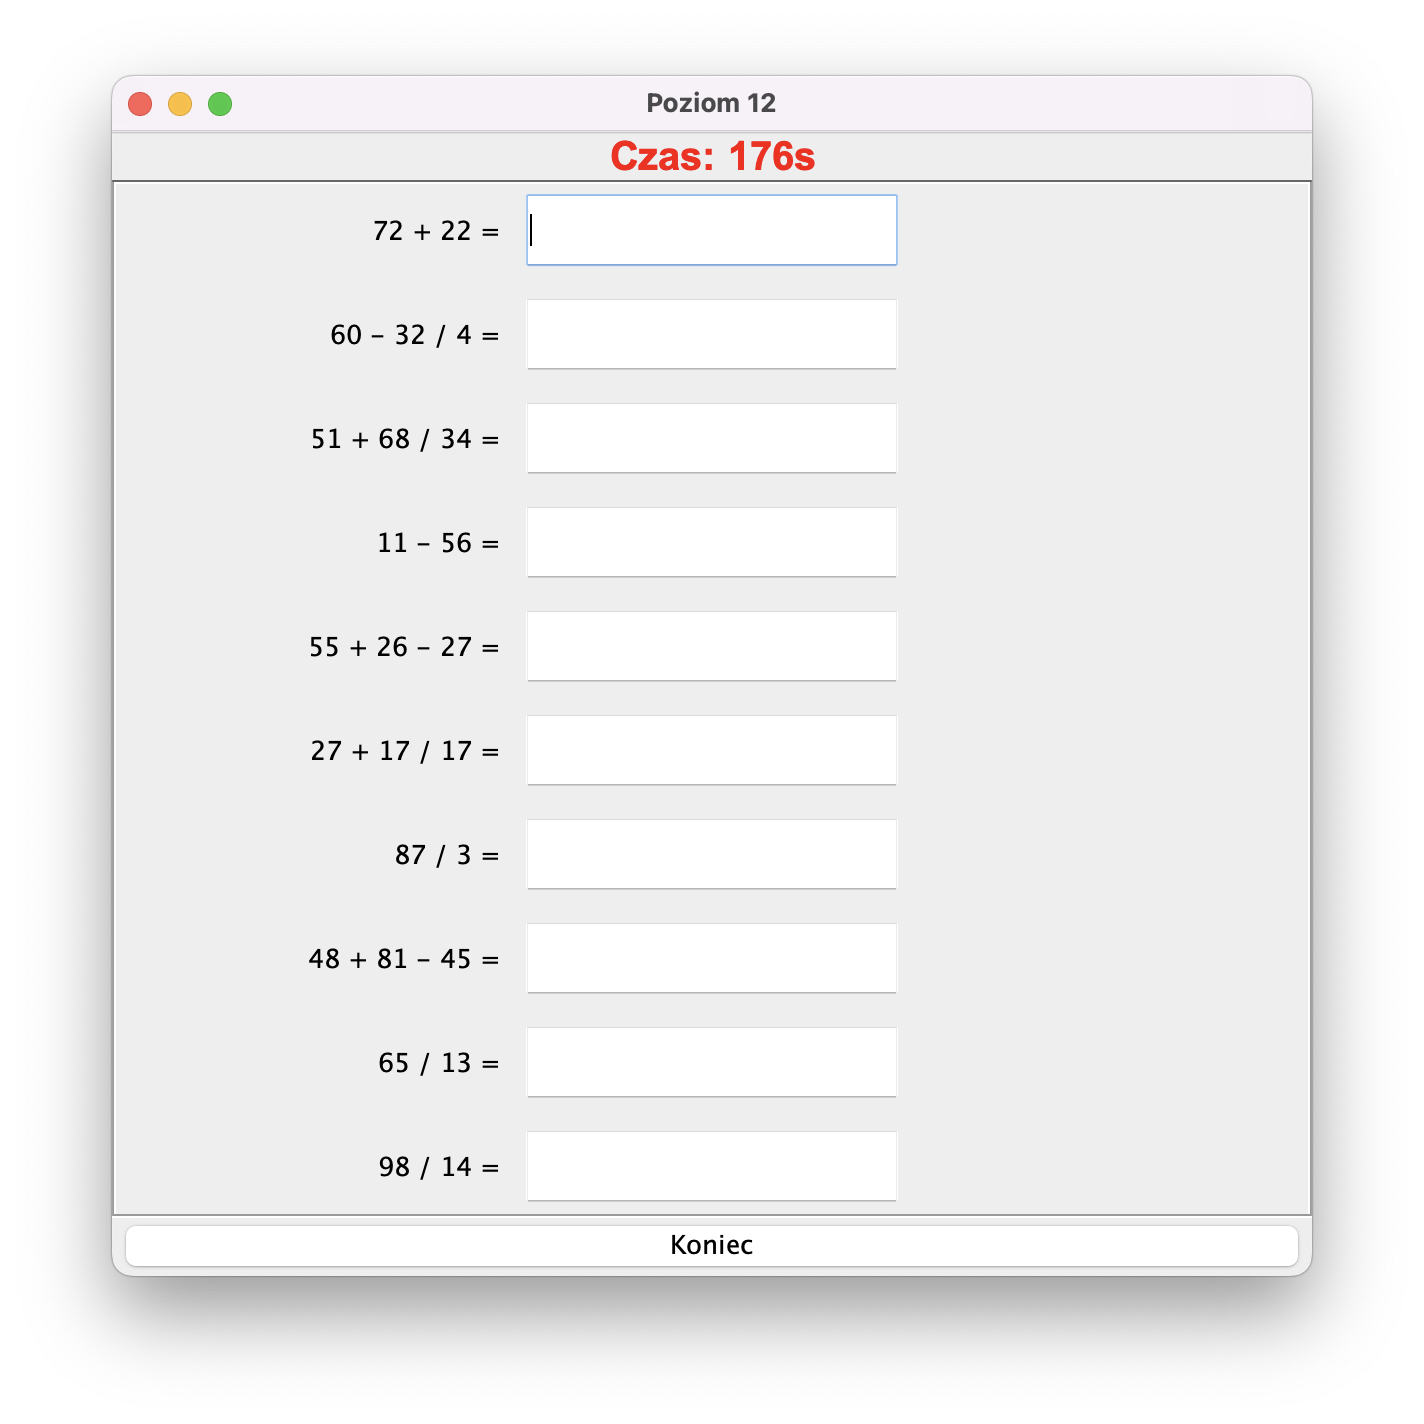 Poziom 12
Czas: 176s
72 + 22 =
60 - 32 / 4 =
51 + 68 / 34 =
11 - 56 =
55 + 26 - 27 =
27 + 17 / 17 =
87 / 3 =
48 + 81 - 45 =
65 / 13 =
98 / 14 =
Koniec